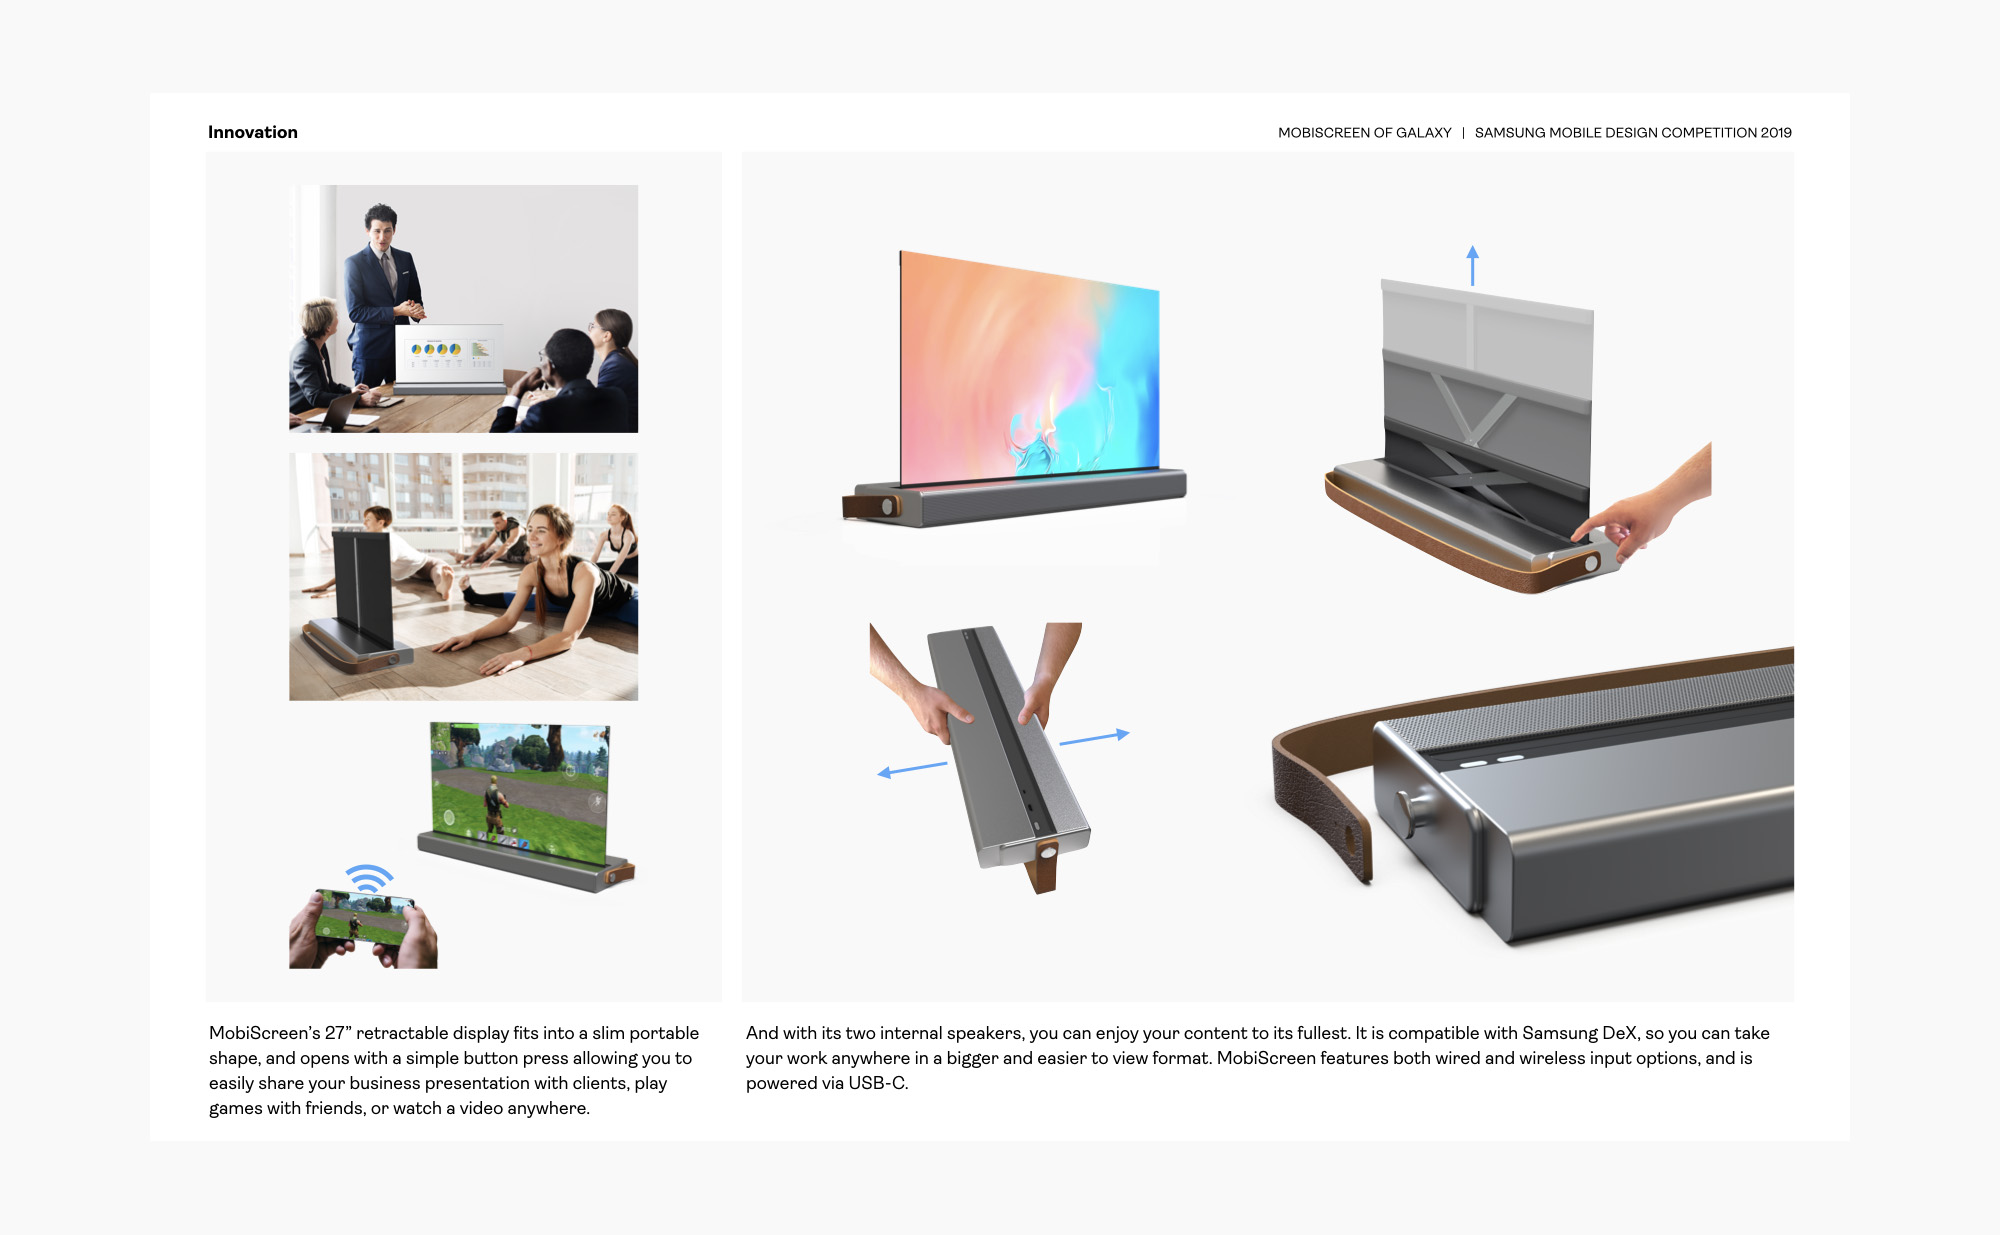 Innovation
MOBISCREEN OF GALAXY | SAMSUNG MOBILE DESIGN COMPETITION 2019
MobiScreen’s 27” retractable display fits into a slim portable
shape, and opens with a simple button press allowing you to
easily share your business presentation with clients, play
games with friends, or watch a video anywhere.
And with its two internal speakers, you can enjoy your content to its fullest. It is compatible with Samsung DeX, so you can take
your work anywhere in a bigger and easier to view format. MobiScreen features both wired and wireless input options, and is
powered via USB-C.